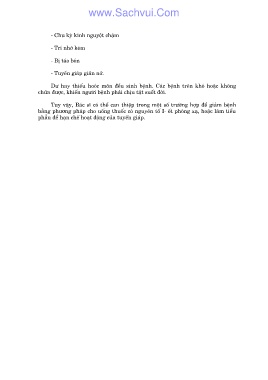 www.Sachvui.Com
- Chu kỳ kinh nguyệt chậm
- Trí nhớ kém
- Bị táo bón
- Tuyến giáp giãn nở.
Dư hay thiếu hoóc môn đều sinh bệnh. Các bệnh trên khó hoặc không
chữa được, khiến người bệnh phải chịu tật suốt đời.
Tuy vậy, Bác sĩ có thể can thiệp trong một số trường hợp để giảm bệnh
bằng phương pháp cho uống thuốc có nguyên tố I- ốt phóng xạ, hoặc làm tiểu
phẫu để hạn chế hoạt động của tuyến giáp.